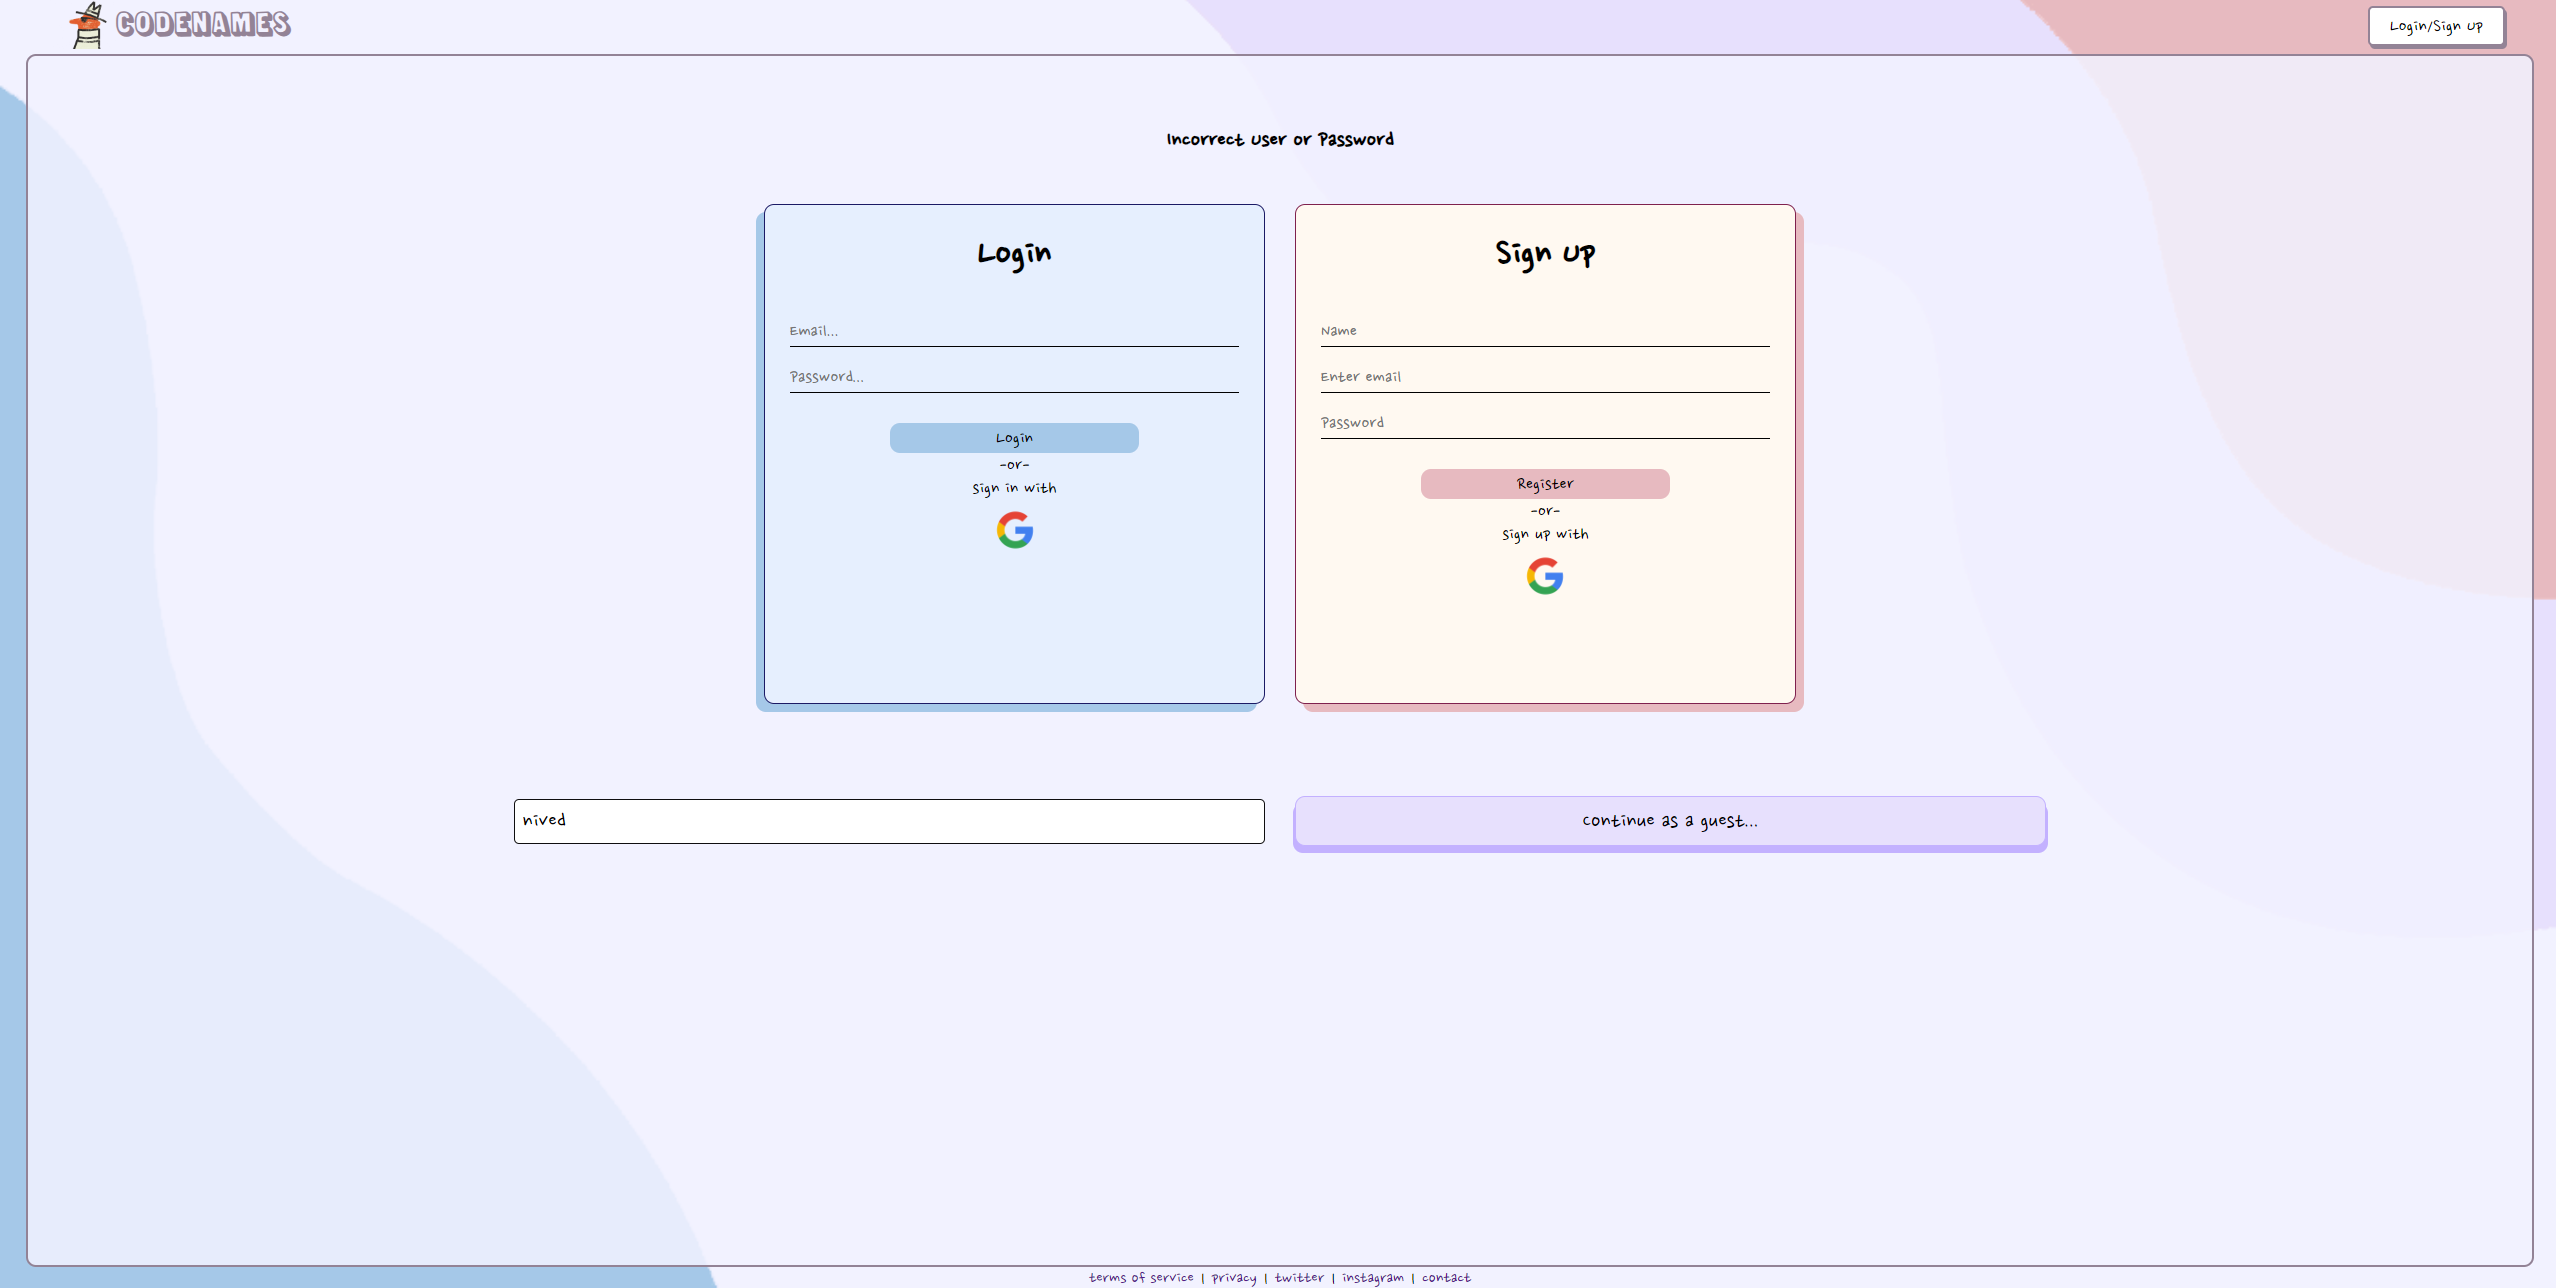 CODENAMES
Login/Sign up
Incorrect user or Password
Login
Email...
Password...
Login
-or-
Sign in with
Sign up
Name
Enter email
Password
Register
-or-
Sign up with
nived
continue as a guest...
terms of service | privacy | twitter | instagram | contact